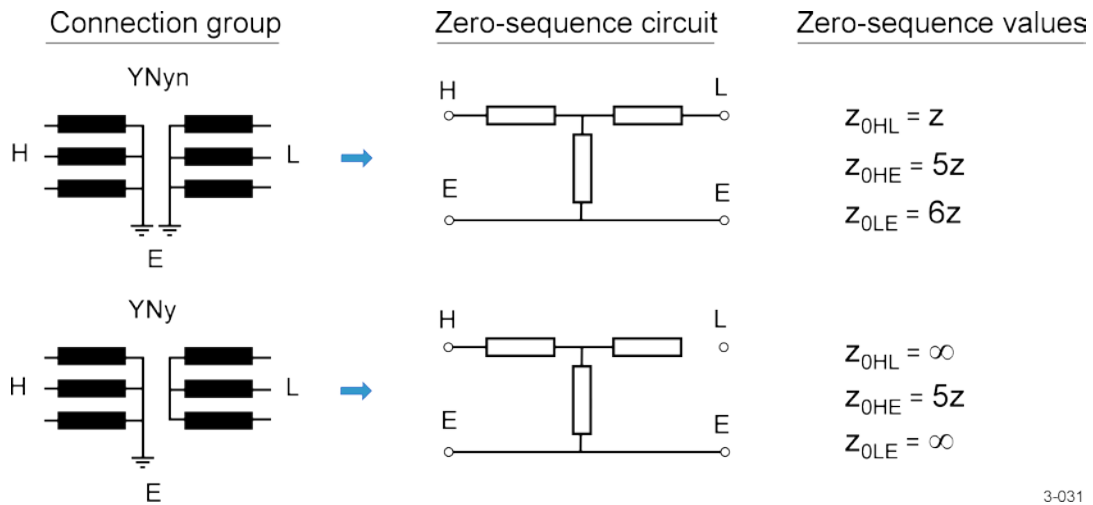 Connection group
Zero-sequence circuit
Zero-sequence values
YNyn
H
L
E
H
L
E
E
z₀HL = z
z₀HE = 5z
z₀LE = 6z
YNy
H
L
E
H
L
E
E
z₀HL = ∞
z₀HE = 5z
z₀LE = ∞
3-031